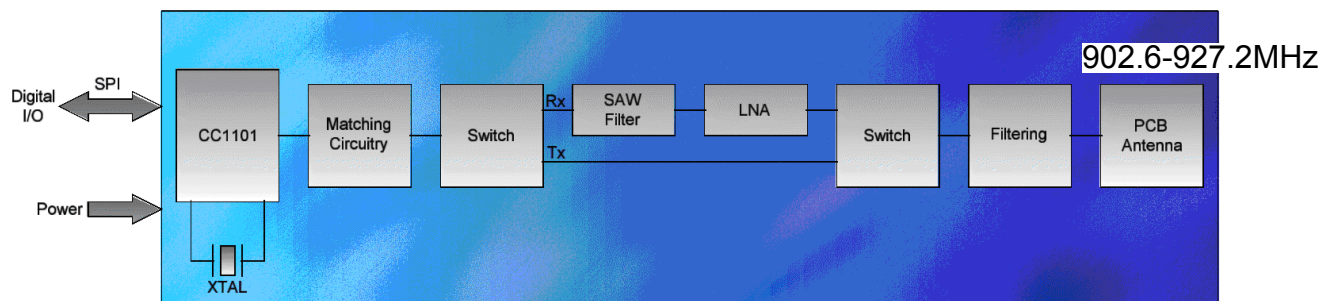 902.6-927.2MHz
SPI
Digital
I/O
Power
CC1101
XTAL
Matching
Circuitry
Switch
Rx
Tx
SAW
Filter
LNA
Switch
Filtering
PCB
Antenna